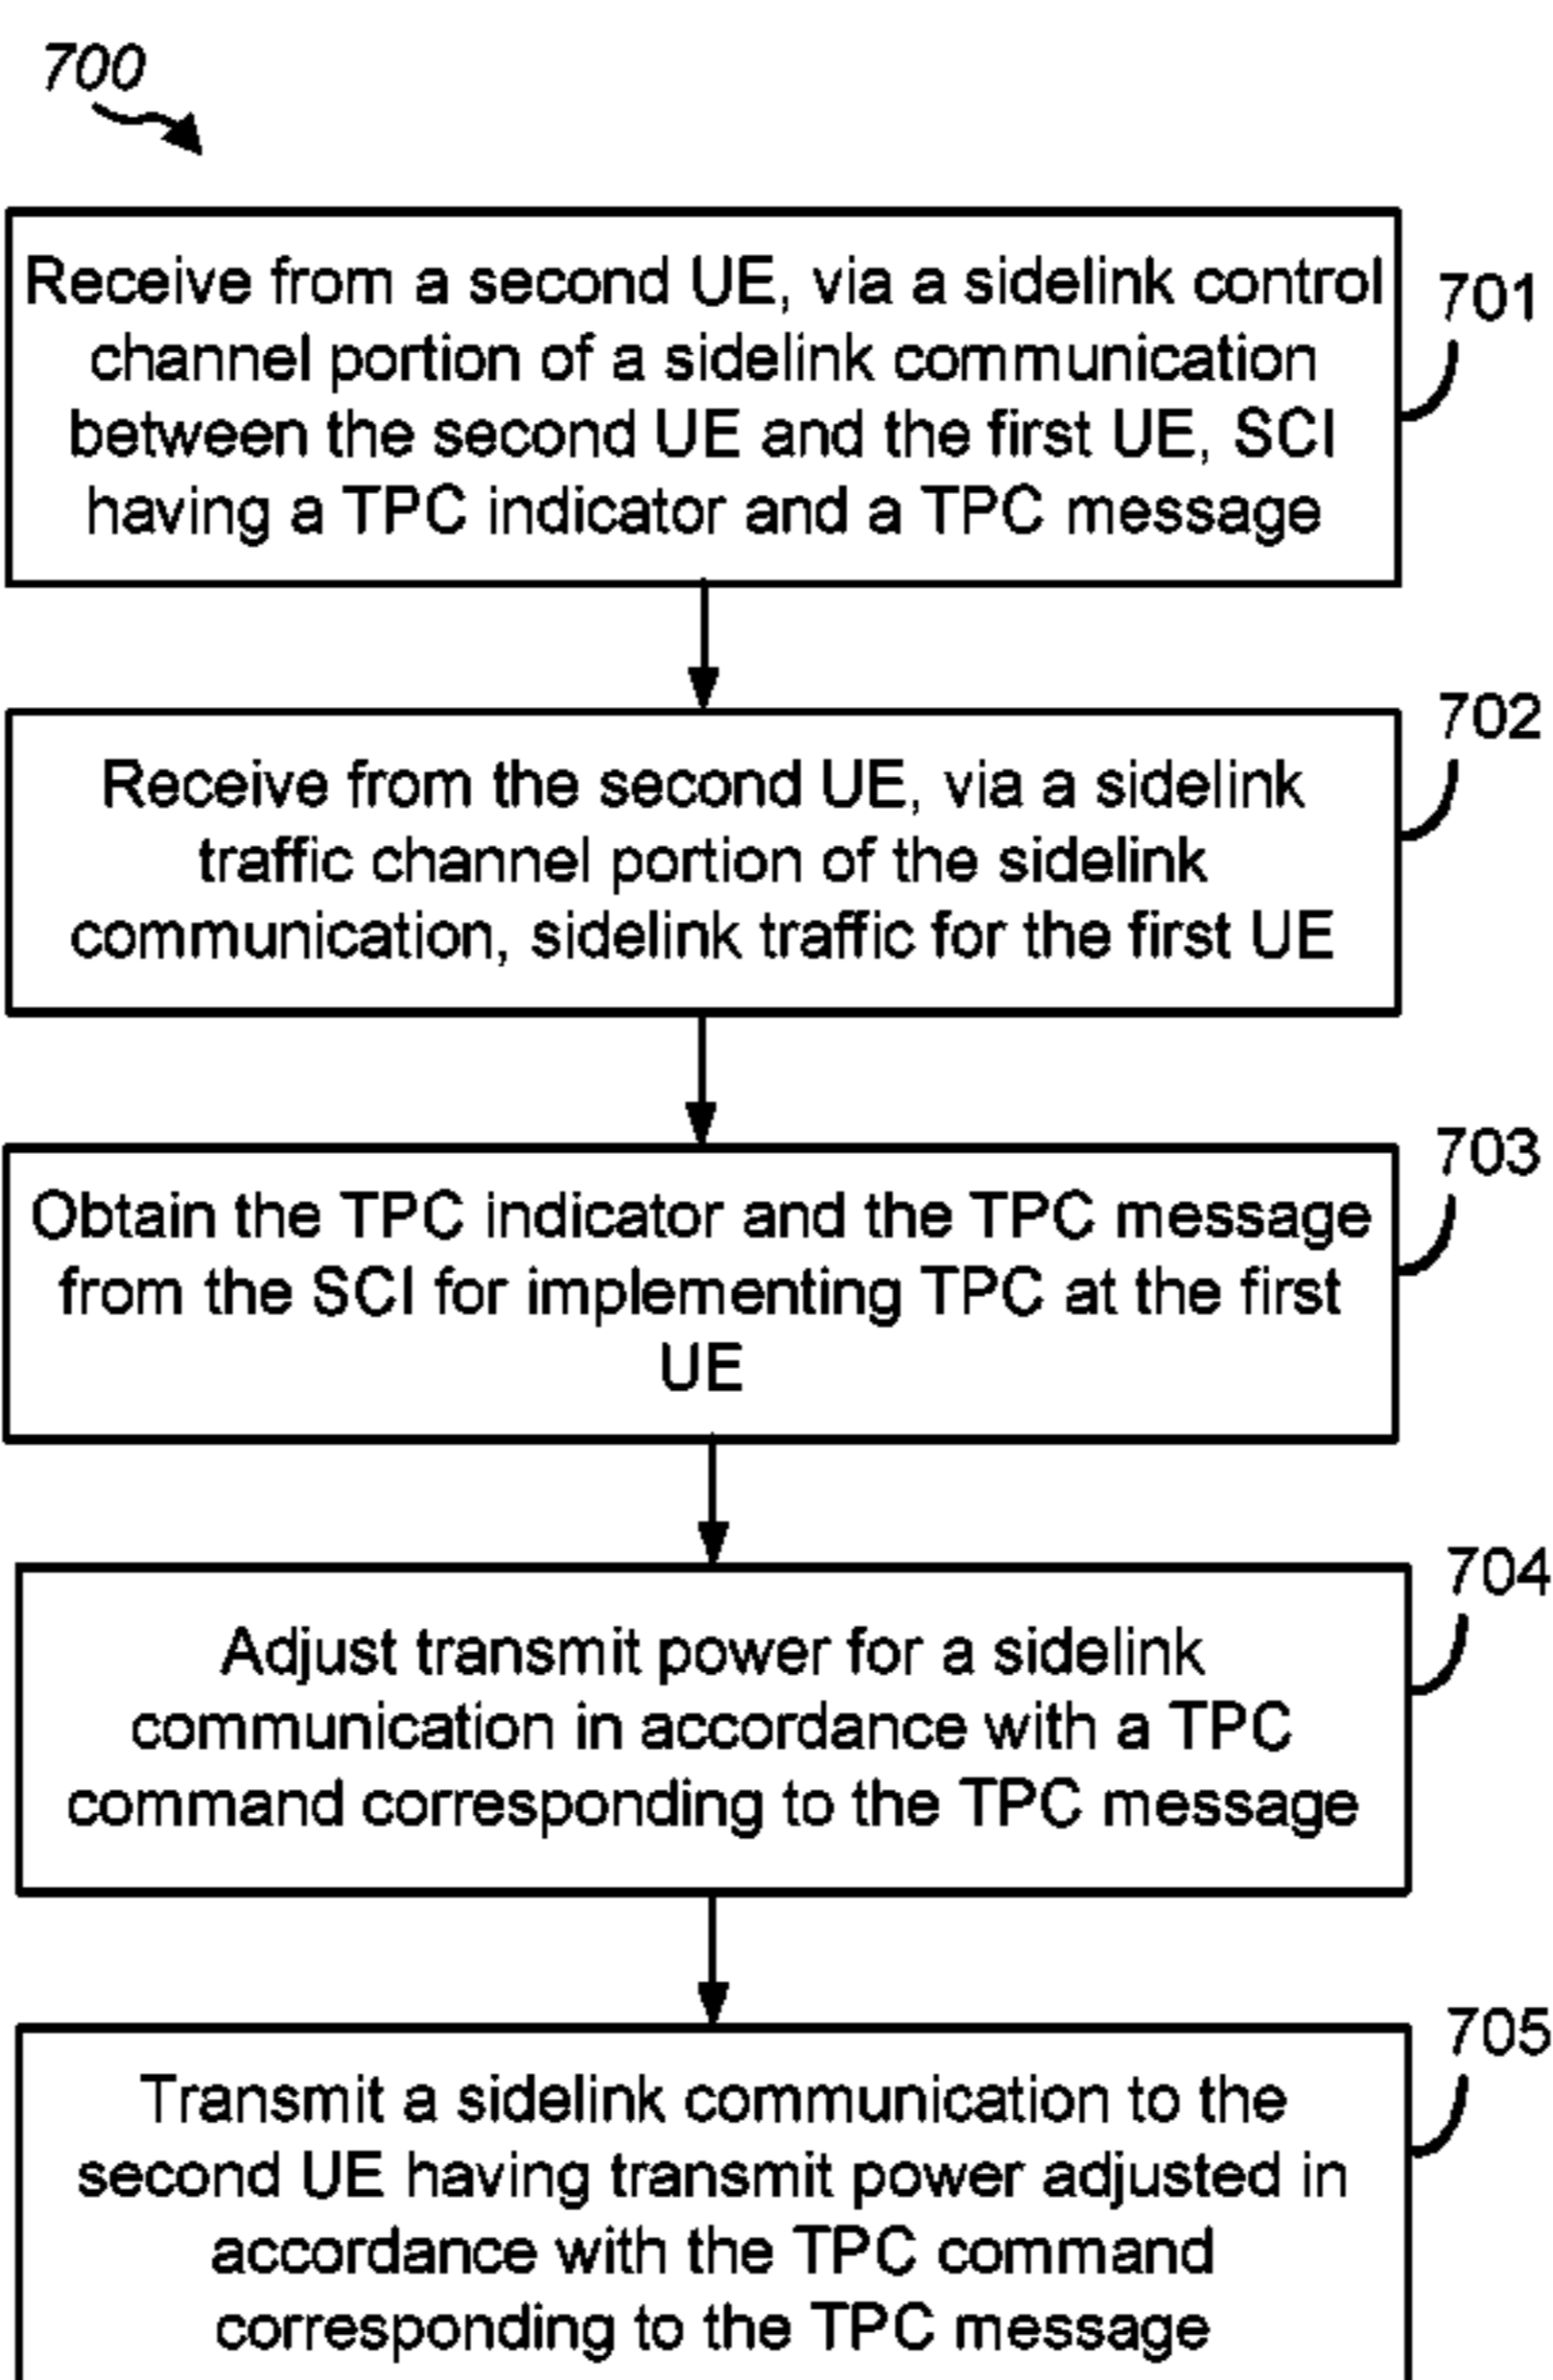 700
Receive from a second UE, via a sidelink control
channel portion of a sidelink communication
between the second UE and the first UE, SCI
having a TPC indicator and a TPC message
701
Receive from the second UE, via a sidelink
traffic channel portion of the sidelink
communication, sidelink traffic for the first UE
702
Obtain the TPC indicator and the TPC message
from the SCI for implementing TPC at the first
UE
703
Adjust transmit power for a sidelink
communication in accordance with a TPC
command corresponding to the TPC message
704
Transmit a sidelink communication to the
second UE having transmit power adjusted in
accordance with the TPC command
corresponding to the TPC message
705